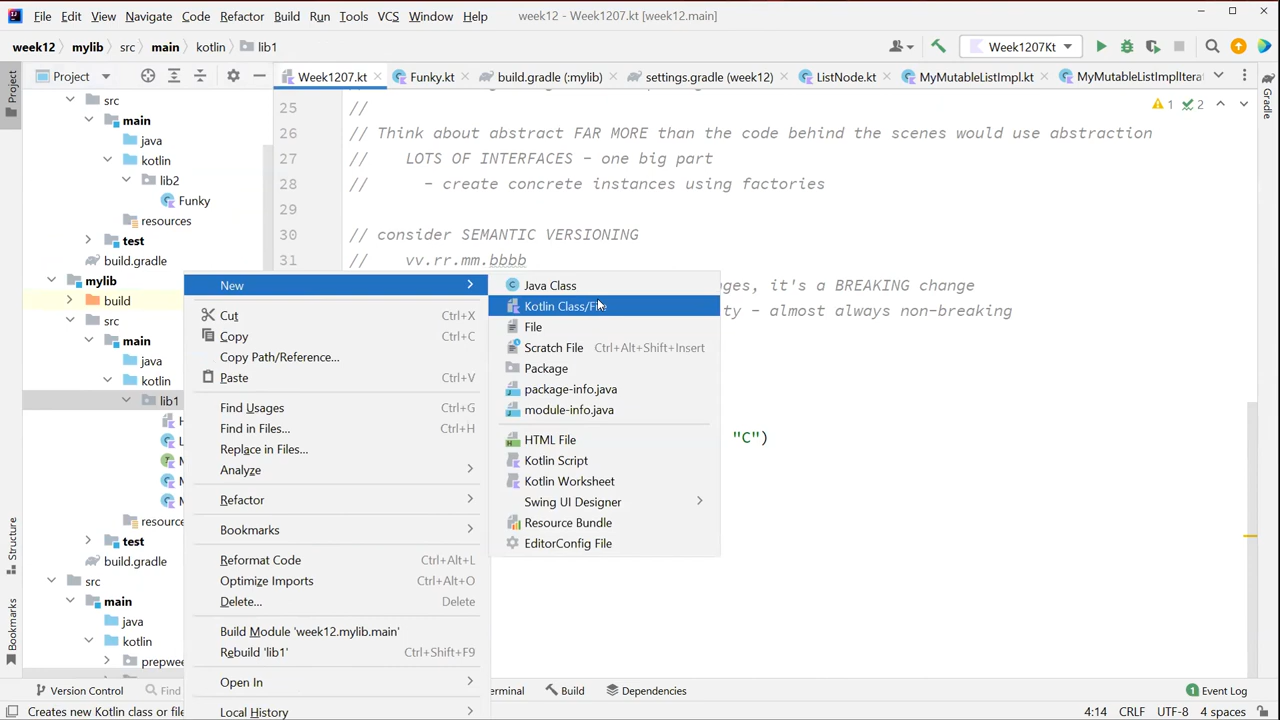 File Edit View Navigate Code Refactor Build Run Tools VCS Window Help week12 - Week1207.kt [week12.main]
week12 mylib src main kotlin lib1 Week1207Kt
Project Week1207.kt Funky.kt build.gradle (:mylib) settings.gradle (week12) ListNode.kt MyMutableListImpl.kt MyMutableListImplItera
Project
Gradle
src
main
java
kotlin
lib2
Funky
resources
test
build.gradle
mylib
build
src
main
java
kotlin
lib1
resource
test
build.gradle
src
main
java
kotlin
prepwee
Structure
Bookmarks
1 2
25 //
26 // Think about abstract FAR MORE than the code behind the scenes would use abstraction
27 // LOTS OF INTERFACES - one big part
28 // - create concrete instances using factories
29
30 // consider SEMANTIC VERSIONING
31 // vv.rr.mm.bbbb
nges, it's a BREAKING change
ty - almost always non-breaking
"C")
New
Cut Ctrl+X
Copy Ctrl+C
Copy Path/Reference...
Paste Ctrl+V
Find Usages Ctrl+G
Find in Files... Ctrl+H
Replace in Files...
Analyze
Refactor
Bookmarks
Reformat Code Ctrl+Alt+L
Optimize Imports Ctrl+Alt+O
Delete... Delete
Build Module 'week12.mylib.main'
Rebuild 'lib1' Ctrl+Shift+F9
Open In
Local History
Java Class
Kotlin Class/File
File
Scratch File Ctrl+Alt+Shift+Insert
Package
package-info.java
module-info.java
HTML File
Kotlin Script
Kotlin Worksheet
Swing UI Designer
Resource Bundle
EditorConfig File
Version Control Find erminal Build Dependencies 1 Event Log
Creates new Kotlin class or file 4:14 CRLF UTF-8 4 spaces